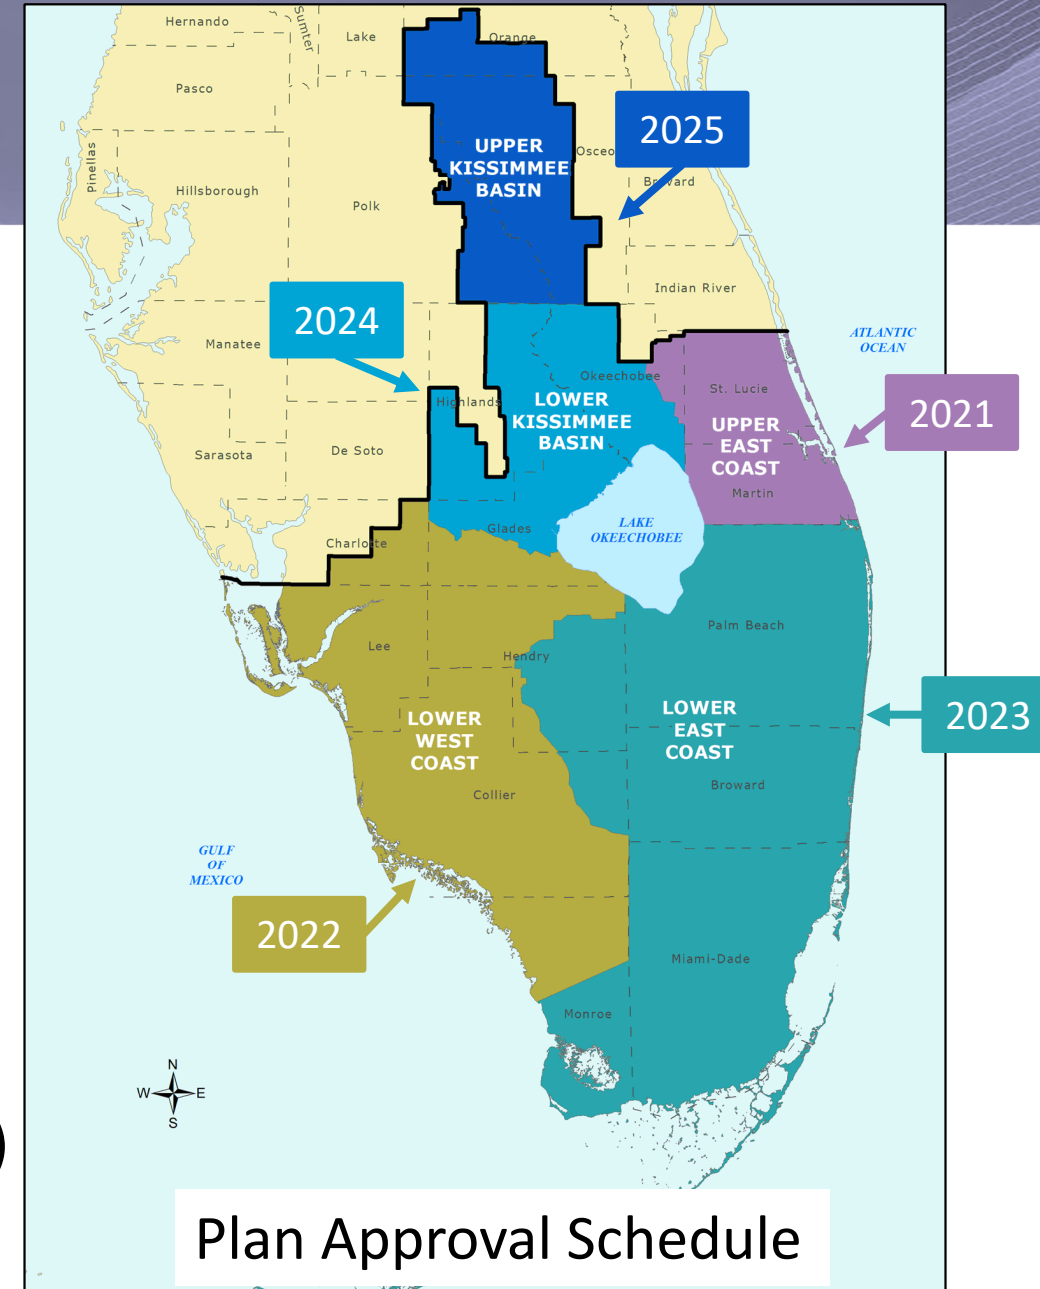 Hernando
Sumter
Lake
Orange
Pasco
2025
UPPER
KISSIMMEE
BASIN
Osceo
Pinellas
Hillsborough
Polk
Indian River
2024
Manatee
ATLANTIC
OCEAN
Okeechobee
St. Lucie
Highlands
LOWER
KISSIMMEE
BASIN
2021
UPPER
EAST
COAST
Sarasota
De Soto
Martin
Glades
LAKE
OKEECHOBEE
Charlotte
Palm Beach
Lee
Hendry
LOWER
WEST
COAST
LOWER
EAST
COAST
2023
Collier
Broward
GULF
OF
MEXICO
2022
Miami-Dade
Monroe
N
W E
S
Plan Approval Schedule